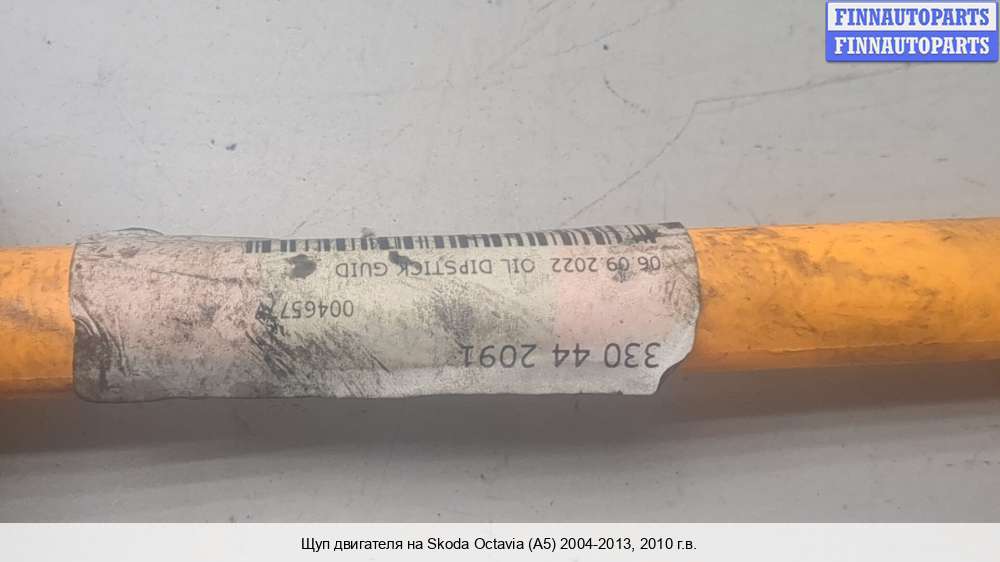 FINNAUTOPARTS
FINNAUTOPARTS
330 44 2091
004657
06 09.2022 OIL DIPSTICK GUID
Щуп двигателя на Skoda Octavia (A5) 2004-2013, 2010 г.в.